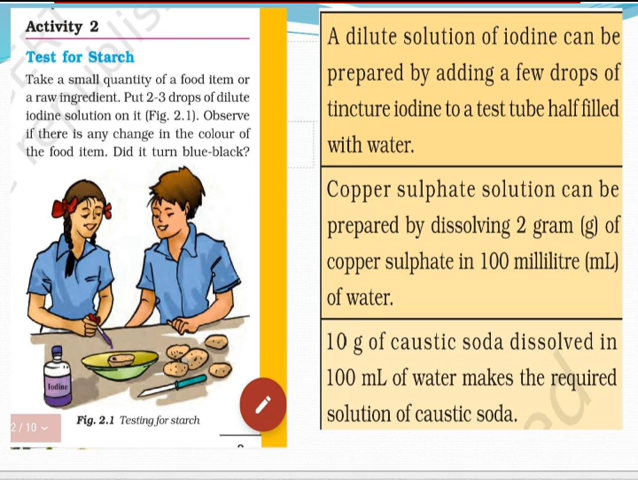 Activity 2
Test for Starch
Take a small quantity of a food item or
a raw ingredient. Put 2-3 drops of dilute
iodine solution on it (Fig. 2.1). Observe
if there is any change in the colour of
the food item. Did it turn blue-black?
Iodine
Fig. 2.1 Testing for starch
2 / 10
A dilute solution of iodine can be
prepared by adding a few drops of
tincture iodine to a test tube half filled
with water.
Copper sulphate solution can be
prepared by dissolving 2 gram (g) of
copper sulphate in 100 millilitre (mL)
of water.
10 g of caustic soda dissolved in
100 mL of water makes the required
solution of caustic soda.